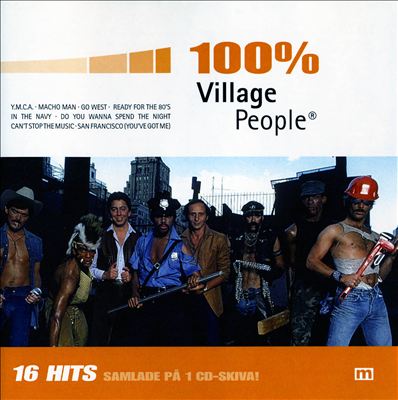 100%
Village
People®
Y.M.C.A. · MACHO MAN · GO WEST · READY FOR THE 80'S
IN THE NAVY · DO YOU WANNA SPEND THE NIGHT
CAN'T STOP THE MUSIC · SAN FRANCISCO (YOU'VE GOT ME)
16 HITS SAMLADE PÅ 1 CD-SKIVA!
m